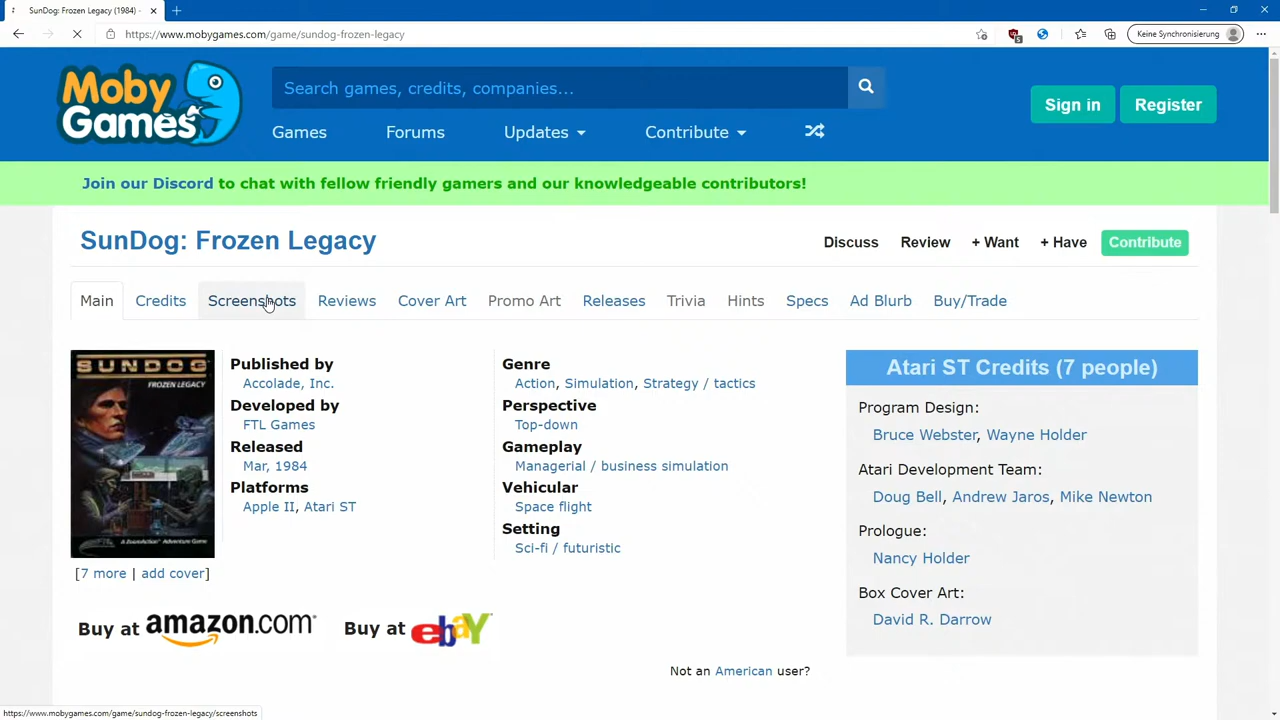 SunDog: Frozen Legacy (1984) -
https://www.mobygames.com/game/sundog-frozen-legacy
Keine Synchronisierung
5
Moby Games
Search games, credits, companies...
Sign in
Register
Games
Forums
Updates
Contribute
Join our Discord to chat with fellow friendly gamers and our knowledgeable contributors!
SunDog: Frozen Legacy
Discuss
Review
+ Want
+ Have
Contribute
Main
Credits
Screenshots
Reviews
Cover Art
Promo Art
Releases
Trivia
Hints
Specs
Ad Blurb
Buy/Trade
SUNDOG
FROZEN LEGACY
Published by
Accolade, Inc.
Developed by
FTL Games
Released
Mar, 1984
Platforms
Apple II, Atari ST
[7 more | add cover]
Genre
Action, Simulation, Strategy / tactics
Perspective
Top-down
Gameplay
Managerial / business simulation
Vehicular
Space flight
Setting
Sci-fi / futuristic
Atari ST Credits (7 people)
Program Design:
Bruce Webster, Wayne Holder
Atari Development Team:
Doug Bell, Andrew Jaros, Mike Newton
Prologue:
Nancy Holder
Box Cover Art:
David R. Darrow
Buy at amazon.com
Buy at ebay
Not an American user?
https://www.mobygames.com/game/sundog-frozen-legacy/screenshots